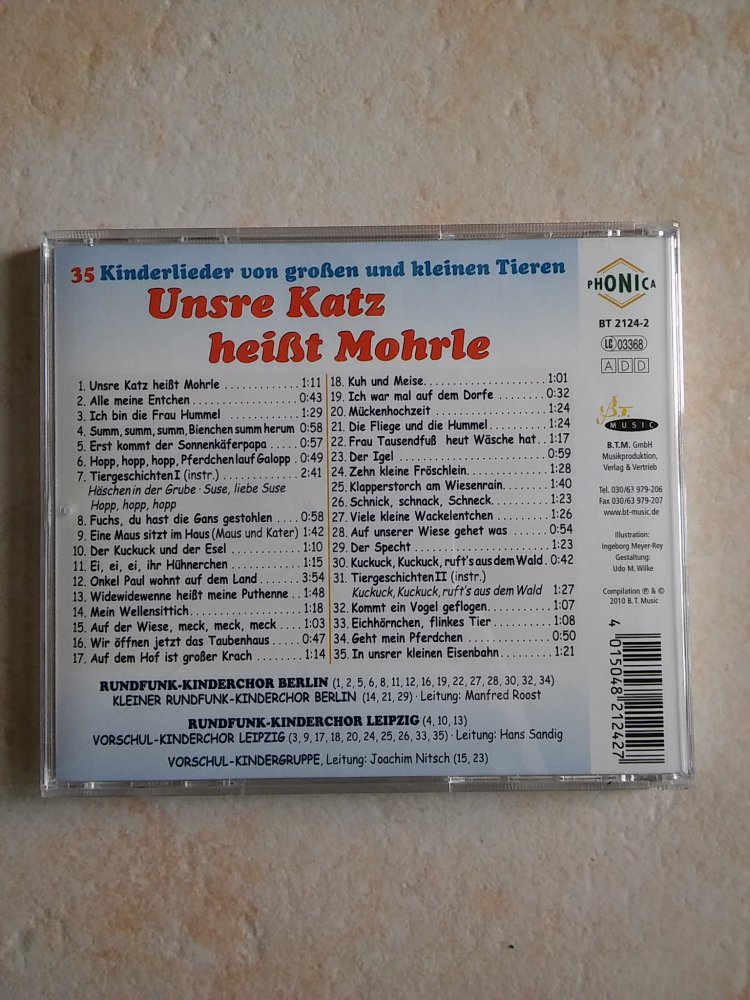 35 Kinderlieder von großen und kleinen Tieren
Unsre Katz
heißt Mohrle
1. Unsre Katz heißt Mohrle ............ 1:11
2. Alle meine Entchen ................ 0:43
3. Ich bin die Frau Hummel ........... 1:29
4. Summ, summ, summ, Bienchen summ herum 0:58
5. Erst kommt der Sonnenkäferpapa .... 0:57
6. Hopp, hopp, hopp, Pferdchen lauf Galopp . 0:49
7. Tiergeschichten I (instr.) .......... 2:41
Häschen in der Grube · Suse, liebe Suse
Hopp, hopp, hopp
8. Fuchs, du hast die Gans gestohlen .... 0:58
9. Eine Maus sitzt im Haus (Maus und Kater) 1:42
10. Der Kuckuck und der Esel .......... 1:10
11. Ei, ei, ei, ihr Hühnerchen .......... 1:15
12. Onkel Paul wohnt auf dem Land ...... 3:54
13. Widewidewenne heißt meine Puthenne .. 1:48
14. Mein Wellensittich ................ 1:18
15. Auf der Wiese, meck, meck, meck .... 1:03
16. Wir öffnen jetzt das Taubenhaus ..... 0:47
17. Auf dem Hof ist großer Krach ....... 1:14
18. Kuh und Meise ................. 1:01
19. Ich war mal auf dem Dorfe ........ 0:32
20. Mückenhochzeit ................ 1:24
21. Die Fliege und die Hummel ........ 1:24
22. Frau Tausendfuß heut Wäsche hat .. 1:17
23. Der Igel ..................... 0:59
24. Zehn kleine Fröschlein ........... 1:28
25. Klapperstorch am Wiesenrain ...... 1:40
26. Schnick, schnack, Schneck ........ 1:23
27. Viele kleine Wackelentchen ....... 1:26
28. Auf unserer Wiese gehet was ..... 0:54
29. Der Specht ................... 1:23
30. Kuckuck, Kuckuck, ruft's aus dem Wald . 0:42
31. Tiergeschichten II (instr.)
Kuckuck, Kuckuck, ruft's aus dem Wald 1:27
32. Kommt ein Vogel geflogen ........ 1:07
33. Eichhörnchen, flinkes Tier ........ 1:08
34. Geht mein Pferdchen ............ 0:50
35. In unsrer kleinen Eisenbahn ....... 1:21
RUNDFUNK-KINDERCHOR BERLIN (1, 2, 5, 6, 8, 11, 12, 16, 19, 22, 27, 28, 30, 32, 34)
KLEINER RUNDFUNK-KINDERCHOR BERLIN (14, 21, 29) · Leitung: Manfred Roost
RUNDFUNK-KINDERCHOR LEIPZIG (4, 10, 13)
VORSCHUL-KINDERCHOR LEIPZIG (3, 9, 17, 18, 20, 24, 25, 26, 33, 35) · Leitung: Hans Sandig
VORSCHUL-KINDERGRUPPE, Leitung: Joachim Nitsch (15, 23)
PHONICA
BT 2124-2
LC 03368
A D D
B.T. MUSIC
B.T.M. GmbH
Musikproduktion,
Verlag & Vertrieb
Tel. 030/63 979-206
Fax 030/63 979-207
www.bt-music.de
Illustration:
Ingeborg Meyer-Rey
Gestaltung:
Udo M. Wilke
Compilation ℗ & ©
2010 B. T. Music
4 015048 212427